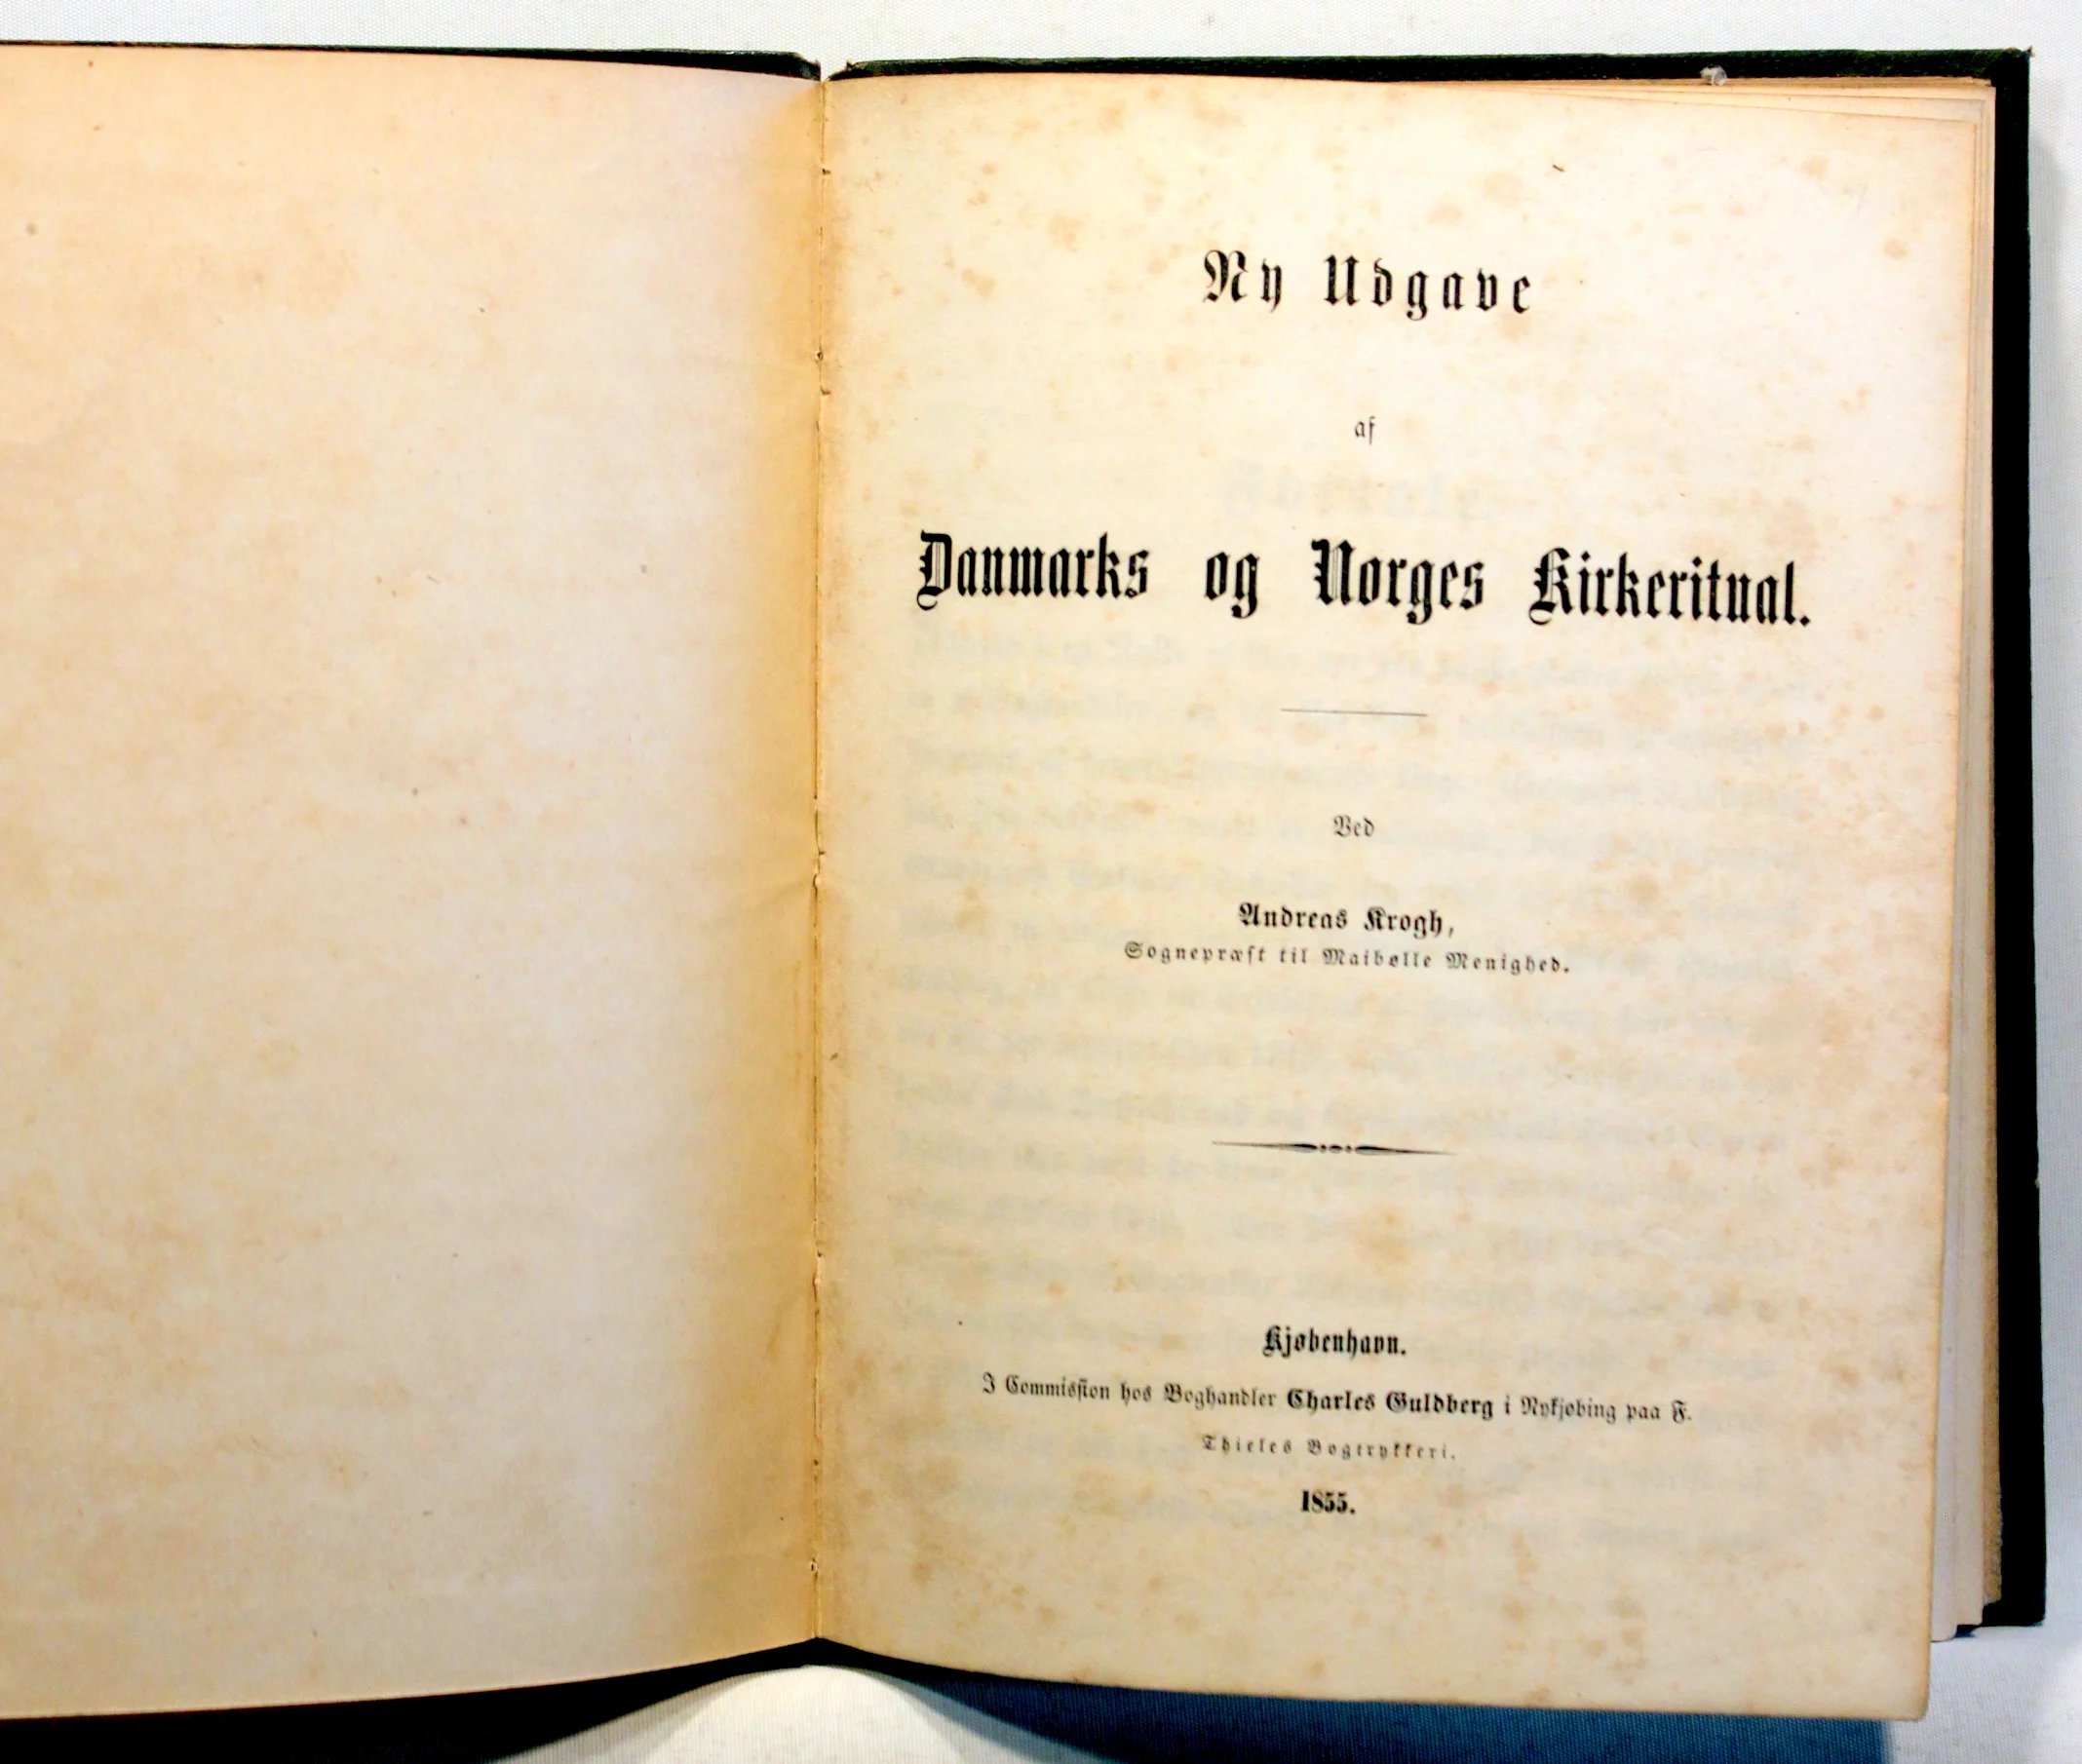 Ny Udgave
af
Danmarks og Norges Kirkeritual.
Ved
Andreas Krogh,
Sognepræst til Maibølle Menighed.
Kjøbenhavn.
I Commission hos Boghandler Charles Guldberg i Nykjøbing paa F.
Thieles Bogtrykkeri.
1855.